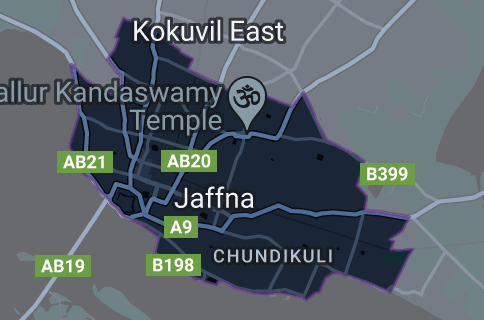 Kokuvil East
allur Kandaswamy
Temple
ॐ
AB21
AB20
B399
Jaffna
A9
CHUNDIKULI
AB19
B198